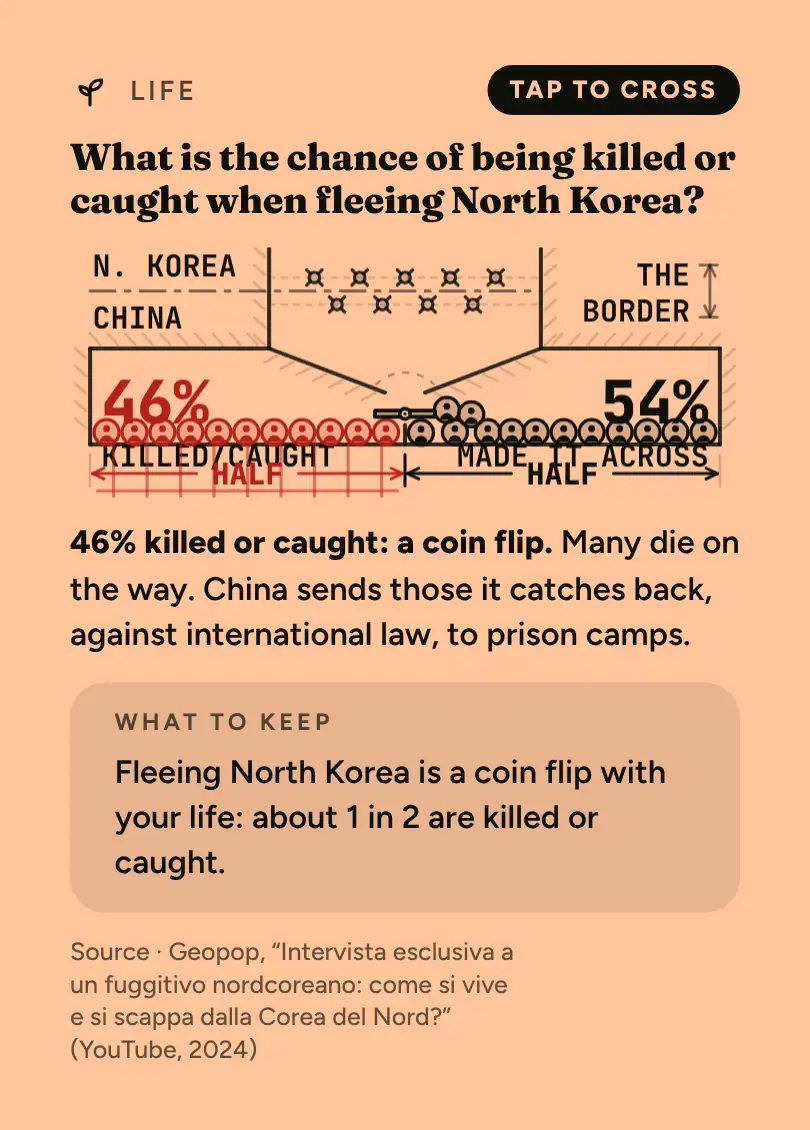 LIFE
TAP TO CROSS
What is the chance of being killed or
caught when fleeing North Korea?
N. KOREA
CHINA
THE
BORDER
46%
54%
KILLED/CAUGHT
MADE IT ACROSS
HALF
HALF
46% killed or caught: a coin flip. Many die on
the way. China sends those it catches back,
against international law, to prison camps.
WHAT TO KEEP
Fleeing North Korea is a coin flip with
your life: about 1 in 2 are killed or
caught.
Source · Geopop, “Intervista esclusiva a
un fuggitivo nordcoreano: come si vive
e si scappa dalla Corea del Nord?”
(YouTube, 2024)